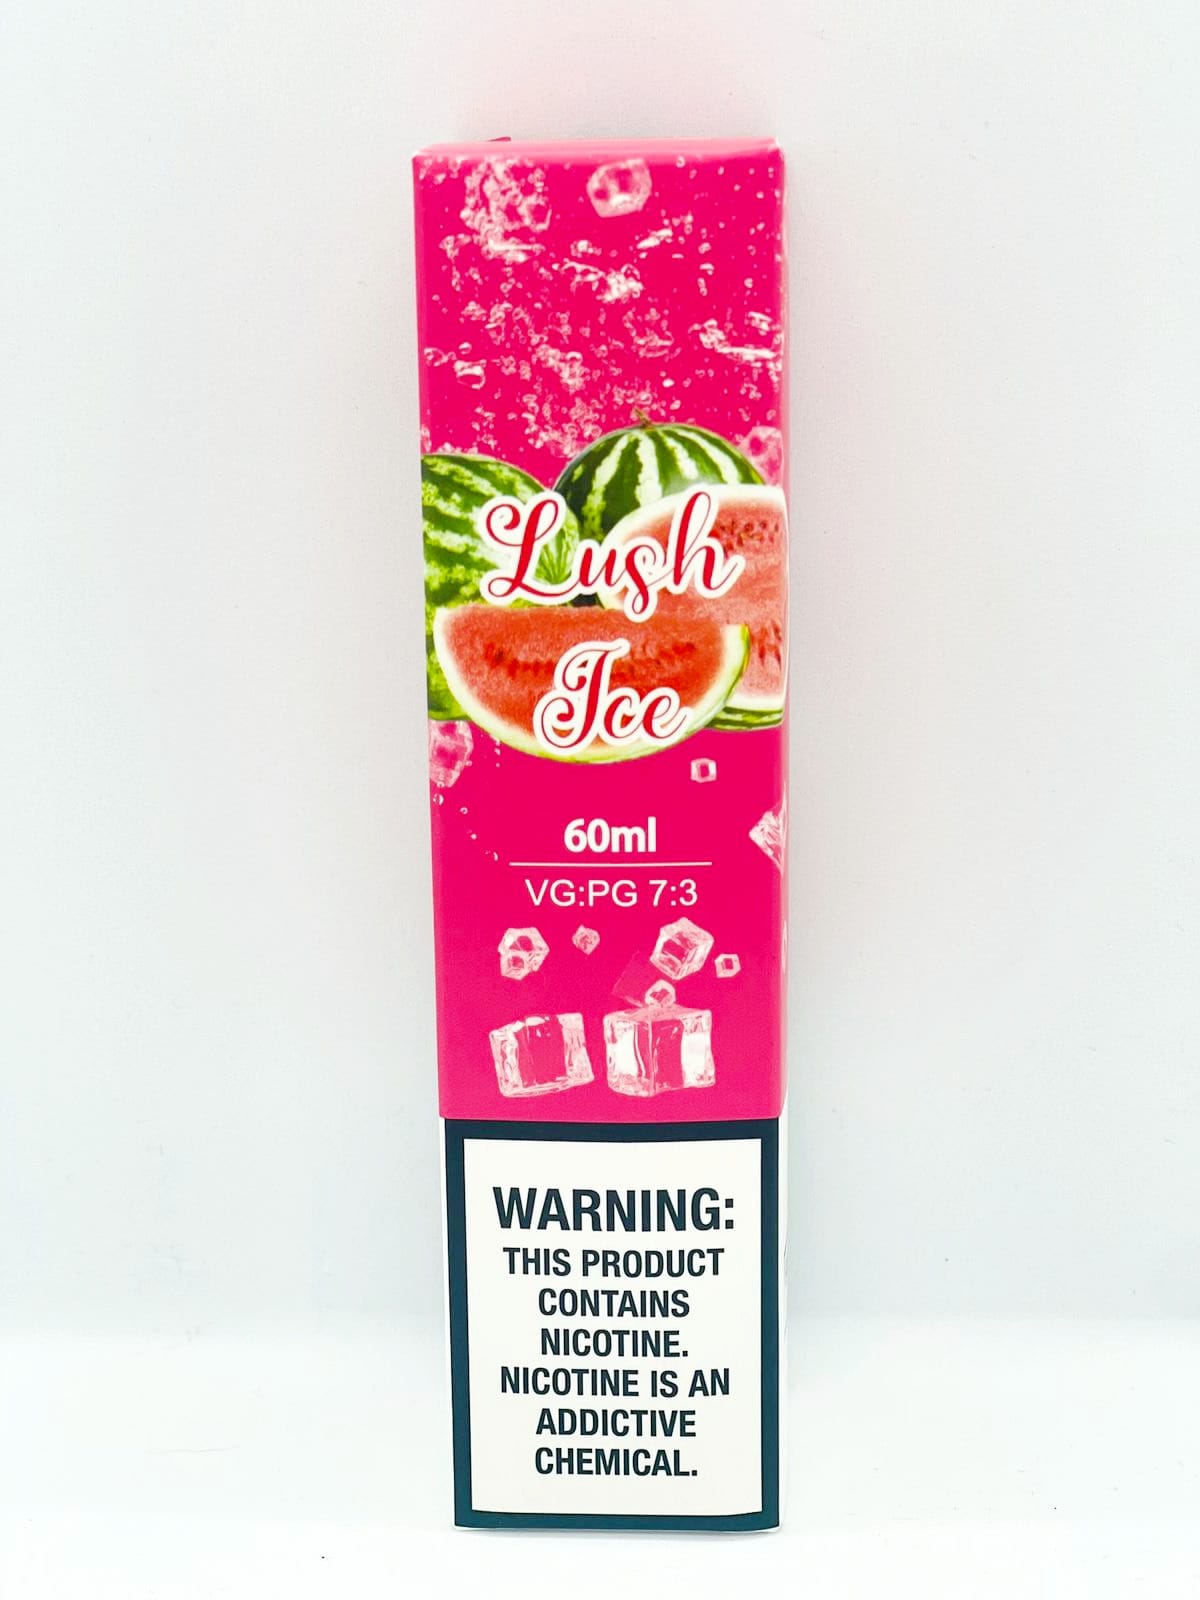 Lush
Ice
60ml
VG:PG 7:3
WARNING:
THIS PRODUCT
CONTAINS
NICOTINE.
NICOTINE IS AN
ADDICTIVE
CHEMICAL.